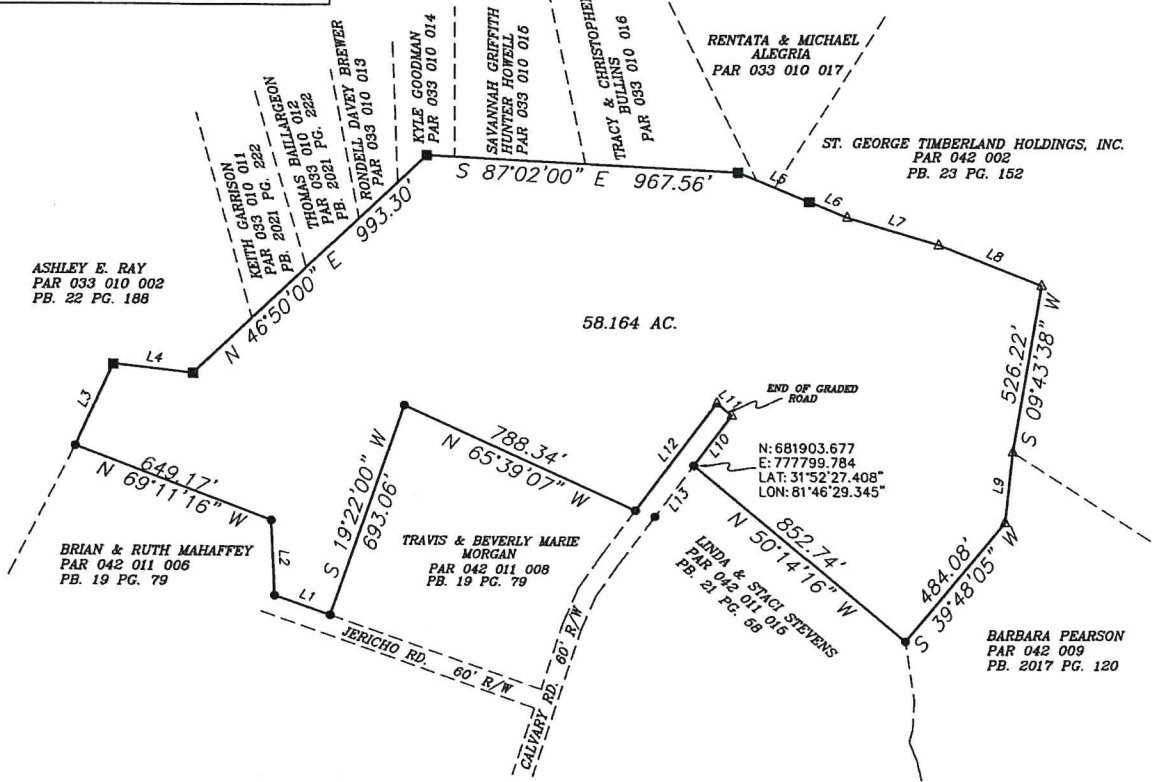 RENTATA & MICHAEL
ALEGRIA
PAR 033 010 017
ST. GEORGE TIMBERLAND HOLDINGS, INC.
PAR 042 002
PB. 23 PG. 152
TRACY & CHRISTOPHER
BULLINS
PAR 033 010 016
SAVANNAH GRIFFITH
HUNTER HOWELL
PAR 033 010 015
KYLE GOODMAN
PAR 033 010 014
RONDELL DAVEY BREWER
PAR 033 010 013
THOMAS BAILLARGEON
PAR 033 010 012
PB. 2021 PG. 222
KEITH GARRISON
PAR 033 010 011
PB. 2021 PG. 222
ASHLEY E. RAY
PAR 033 010 002
PB. 22 PG. 188
N 46°50'00" E 993.30'
S 87°02'00" E 967.56'
L5
L6
L7
L8
58.164 AC.
526.22'
S 09°43'38" W
L4
L3
649.17'
N 69°11'16" W
L2
L1
S 19°22'00" W
693.06'
788.34'
N 65°39'07" W
L12
L11
END OF GRADED
ROAD
L10
L13
N: 681903.677
E: 777799.784
LAT: 31°52'27.408"
LON: 81°46'29.345"
852.74'
N 50°14'16" W
L9
484.08'
S 39°48'05" W
BRIAN & RUTH MAHAFFEY
PAR 042 011 006
PB. 19 PG. 79
TRAVIS & BEVERLY MARIE
MORGAN
PAR 042 011 008
PB. 19 PG. 79
LINDA & STACI STEVENS
PAR 042 011 015
PB. 21 PG. 58
BARBARA PEARSON
PAR 042 009
PB. 2017 PG. 120
JERICHO RD. 60' R/W
CALVARY RD. 60' R/W